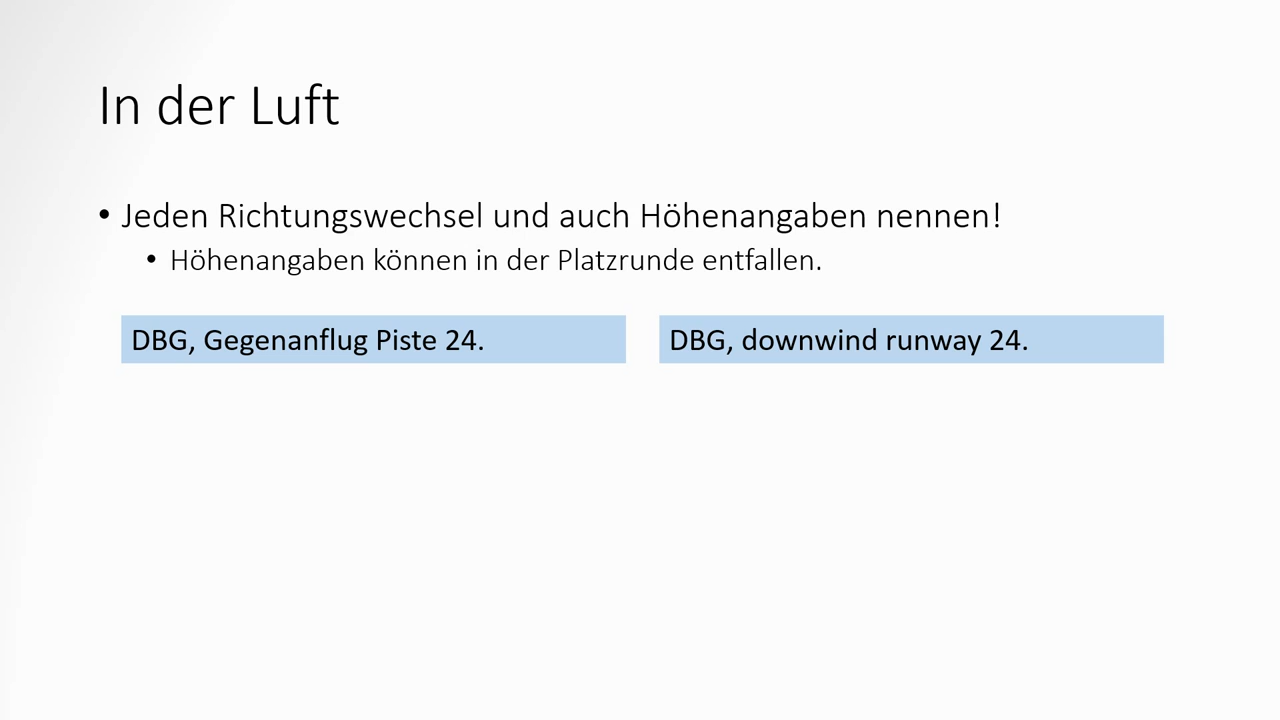 In der Luft
• Jeden Richtungswechsel und auch Höhenangaben nennen!
• Höhenangaben können in der Platzrunde entfallen.
DBG, Gegenanflug Piste 24.
DBG, downwind runway 24.